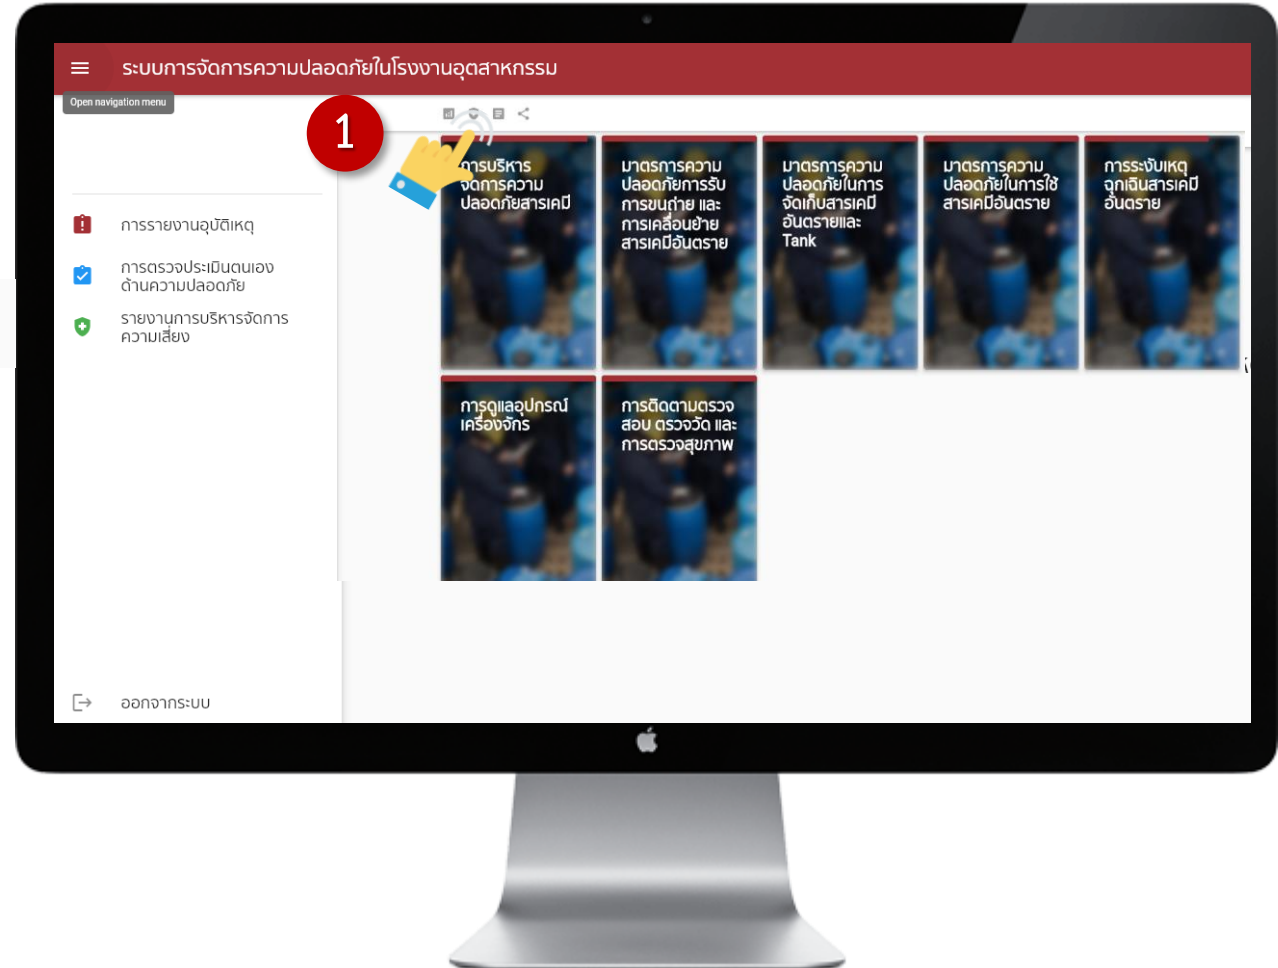 ระบบการจัดการความปลอดภัยในโรงงานอุตสาหกรรม
Open navigation menu
1
การรายงานอุบัติเหตุ
การตรวจประเมินตนเอง
ด้านความปลอดภัย
รายงานการบริหารจัดการ
ความเสี่ยง
ออกจากระบบ
การบริหาร
จัดการความ
ปลอดภัยสารเคมี
มาตรการความ
ปลอดภัยการรับ
การขนถ่าย และ
การเคลื่อนย้าย
สารเคมีอันตราย
มาตรการความ
ปลอดภัยในการ
จัดเก็บสารเคมี
อันตรายและ
Tank
มาตรการความ
ปลอดภัยในการใช้
สารเคมีอันตราย
การระงับเหตุ
ฉุกเฉินสารเคมี
อันตราย
การดูแลอุปกรณ์
เครื่องจักร
การติดตามตรวจ
สอบ ตรวจวัด และ
การตรวจสุขภาพ